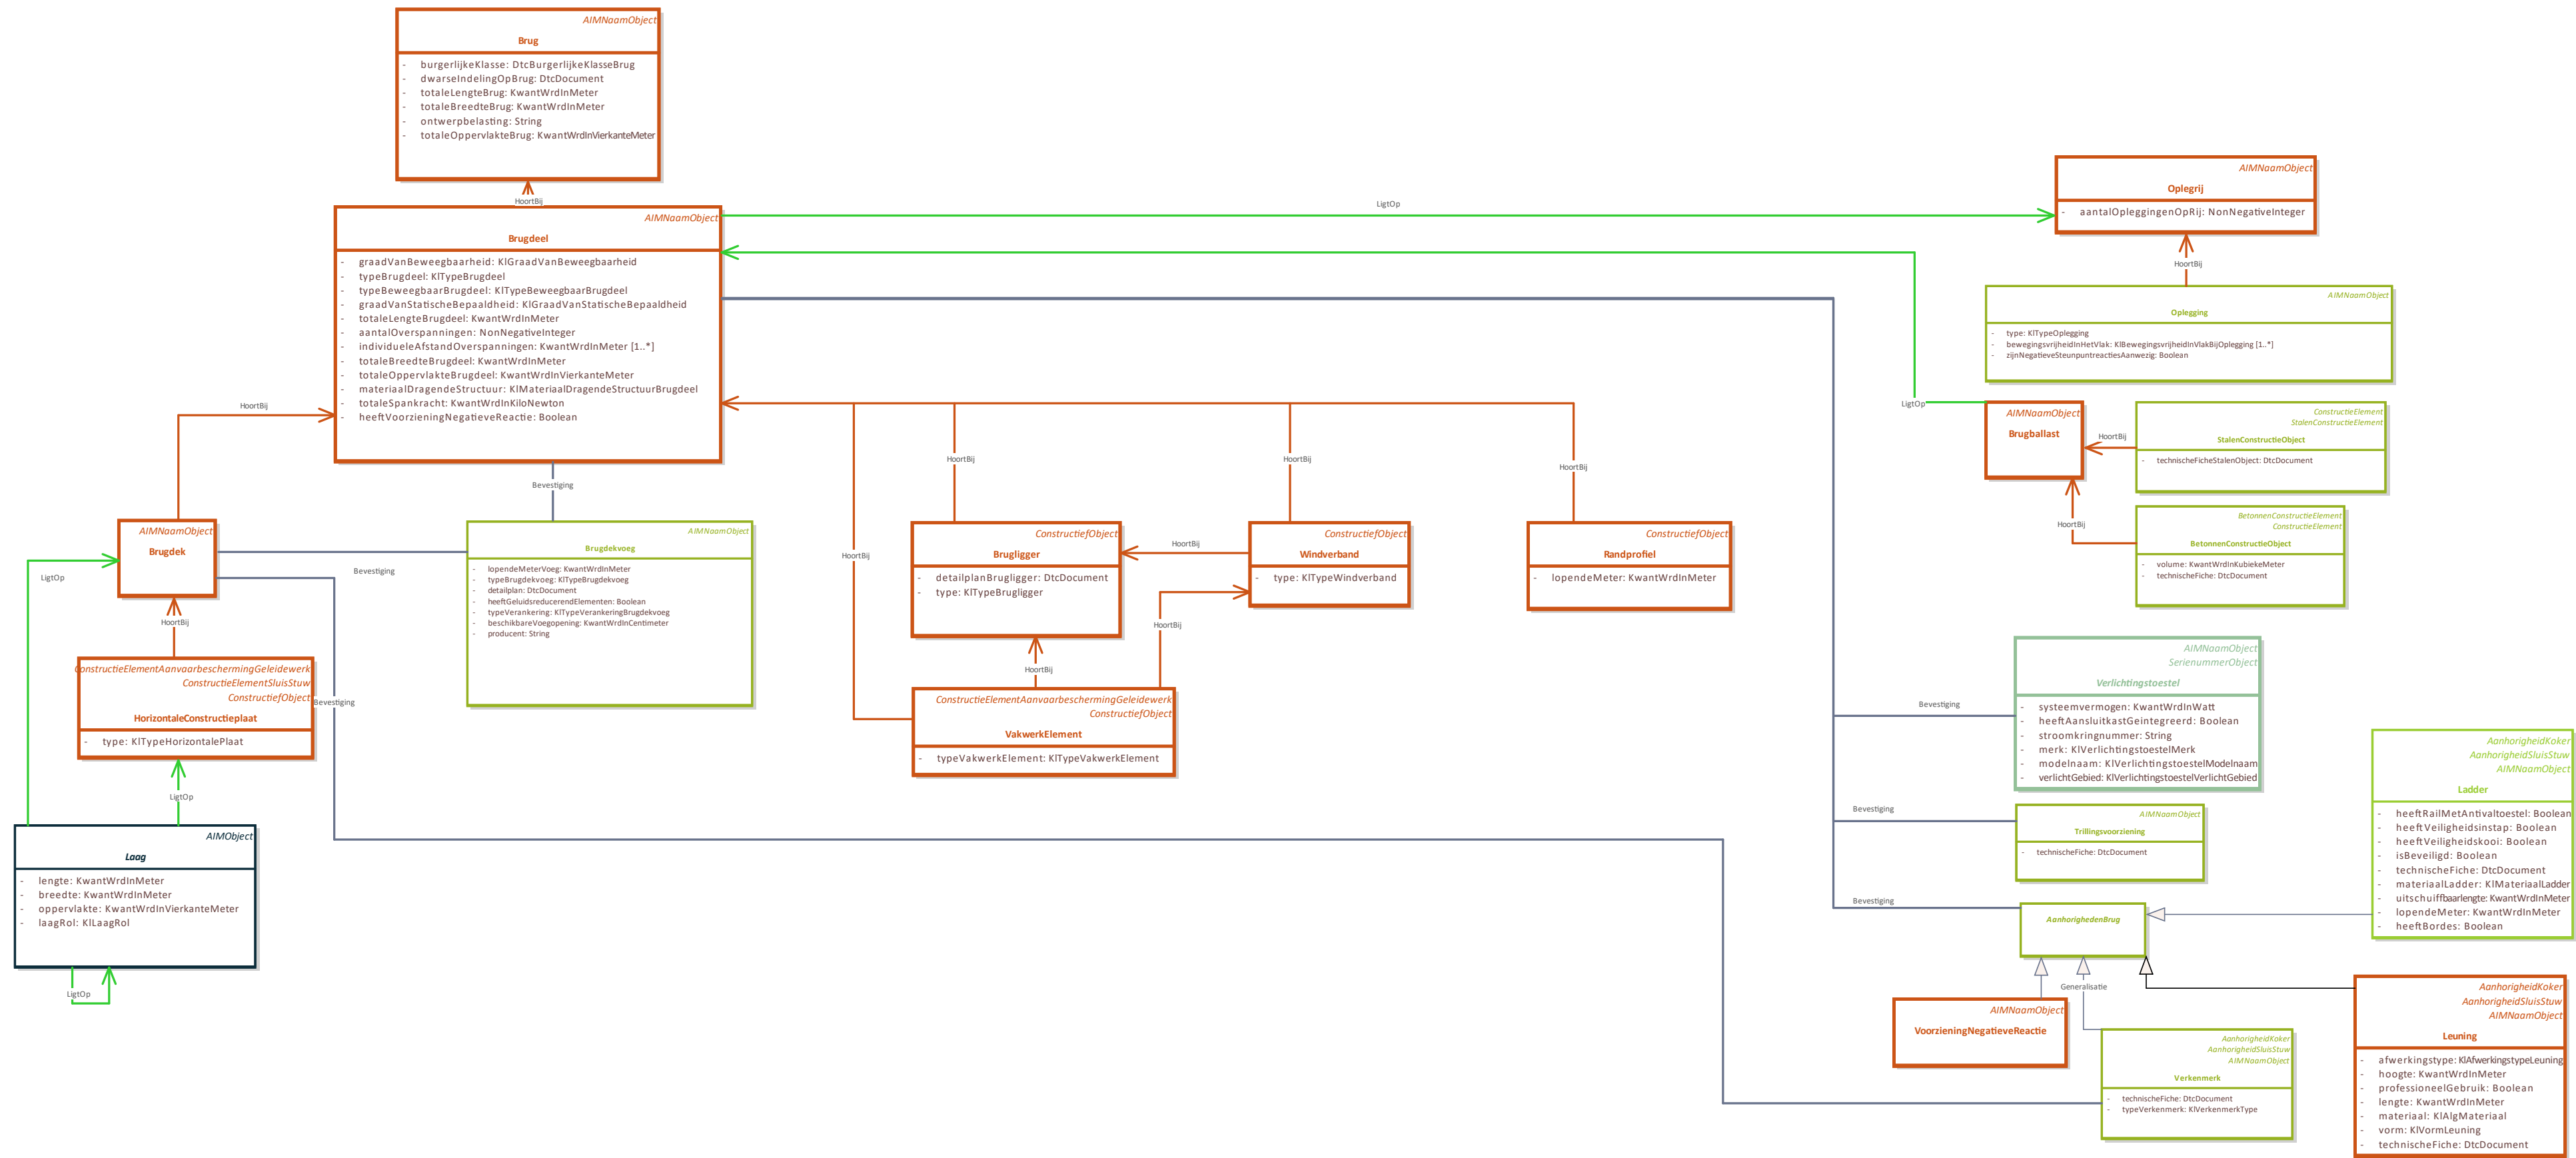 AIMNaamObject
Brug
- burgerlijkeKlasse: DtcBurgerlijkeKlasseBrug
- dwarseIndelingOpBrug: DtcDocument
- totaleLengteBrug: KwantWrdInMeter
- totaleBreedteBrug: KwantWrdInMeter
- ontwerpbelasting: String
- totaleOppervlakteBrug: KwantWrdInVierkanteMeter
HoortBij
AIMNaamObject
Brugdeel
- graadVanBeweegbaarheid: KlGraadVanBeweegbaarheid
- typeBrugdeel: KlTypeBrugdeel
- typeBeweegbaarBrugdeel: KlTypeBeweegbaarBrugdeel
- graadVanStatischeBepaaldheid: KlGraadVanStatischeBepaaldheid
- totaleLengteBrugdeel: KwantWrdInMeter
- aantalOverspanningen: NonNegativeInteger
- individueleAfstandOverspanningen: KwantWrdInMeter [1..*]
- totaleBreedteBrugdeel: KwantWrdInMeter
- totaleOppervlakteBrugdeel: KwantWrdInVierkanteMeter
- materiaalDragendeStructuur: KlMateriaalDragendeStructuurBrugdeel
- totaleSpankracht: KwantWrdInKiloNewton
- heeftVoorzieningNegatieveReactie: Boolean
LigtOp
AIMNaamObject
Oplegrij
- aantalOpleggingenOpRij: NonNegativeInteger
HoortBij
AIMNaamObject
Oplegging
- type: KlTypeOplegging
- bewegingsvrijheidInHetVlak: KlBewegingsvrijheidInVlakBijOplegging [1..*]
- zijnNegatieveSteunpuntreactiesAanwezig: Boolean
LigtOp
AIMNaamObject
Brugballast
HoortBij
ConstructieElement
StalenConstructieElement
StalenConstructieObject
- technischeFicheStalenObject: DtcDocument
HoortBij
BetonnenConstructieElement
ConstructieElement
BetonnenConstructieObject
- volume: KwantWrdInKubiekeMeter
- technischeFiche: DtcDocument
HoortBij
Bevestiging
AIMNaamObject
Brugdek
Bevestiging
AIMNaamObject
Brugdekvoeg
- lopendeMeterVoeg: KwantWrdInMeter
- typeBrugdekvoeg: KlTypeBrugdekvoeg
- detailplan: DtcDocument
- heeftGeluidsreducerendElementen: Boolean
- typeVerankering: KlTypeVerankeringBrugdekvoeg
- beschikbareVoegopening: KwantWrdInCentimeter
- producent: String
HoortBij
HoortBij
HoortBij
HoortBij
ConstructiefObject
Brugligger
- detailplanBrugligger: DtcDocument
- type: KlTypeBrugligger
HoortBij
ConstructiefObject
Windverband
- type: KlTypeWindverband
ConstructiefObject
Randprofiel
- lopendeMeter: KwantWrdInMeter
HoortBij
HoortBij
ConstructieElementAanvaarbeschermingGeleidewerk
ConstructiefObject
VakwerkElement
- typeVakwerkElement: KlTypeVakwerkElement
LigtOp
HoortBij
ConstructieElementAanvaarbeschermingGeleidewerk
ConstructieElementSluisStuw
ConstructiefObject
HorizontaleConstructieplaat
- type: KlTypeHorizontalePlaat
Bevestiging
LigtOp
AIMObject
Laag
- lengte: KwantWrdInMeter
- breedte: KwantWrdInMeter
- oppervlakte: KwantWrdInVierkanteMeter
- laagRol: KlLaagRol
LigtOp
Bevestiging
AIMNaamObject
SerienummerObject
Verlichtingstoestel
- systeemvermogen: KwantWrdInWatt
- heeftAansluitkastGeintegreerd: Boolean
- stroomkringnummer: String
- merk: KlVerlichtingstoestelMerk
- modelnaam: KlVerlichtingstoestelModelnaam
- verlichtGebied: KlVerlichtingstoestelVerlichtGebied
Bevestiging
AIMNaamObject
Trillingsvoorziening
- technischeFiche: DtcDocument
Bevestiging
AanhorighedenBrug
AanhorigheidKoker
AanhorigheidSluisStuw
AIMNaamObject
Ladder
- heeftRailMetAntivaltoestel: Boolean
- heeftVeiligheidsinstap: Boolean
- heeftVeiligheidskooi: Boolean
- isBeveiligd: Boolean
- technischeFiche: DtcDocument
- materiaalLadder: KlMateriaalLadder
- uitschuifbaarlengte: KwantWrdInMeter
- lopendeMeter: KwantWrdInMeter
- heeftBordes: Boolean
Generalisatie
AIMNaamObject
VoorzieningNegatieveReactie
AanhorigheidKoker
AanhorigheidSluisStuw
AIMNaamObject
Verkenmerk
- technischeFiche: DtcDocument
- typeVerkenmerk: KlVerkenmerkType
AanhorigheidKoker
AanhorigheidSluisStuw
AIMNaamObject
Leuning
- afwerkingstype: KlAfwerkingstypeLeuning
- hoogte: KwantWrdInMeter
- professioneelGebruik: Boolean
- lengte: KwantWrdInMeter
- materiaal: KlAlgMateriaal
- vorm: KlVormLeuning
- technischeFiche: DtcDocument